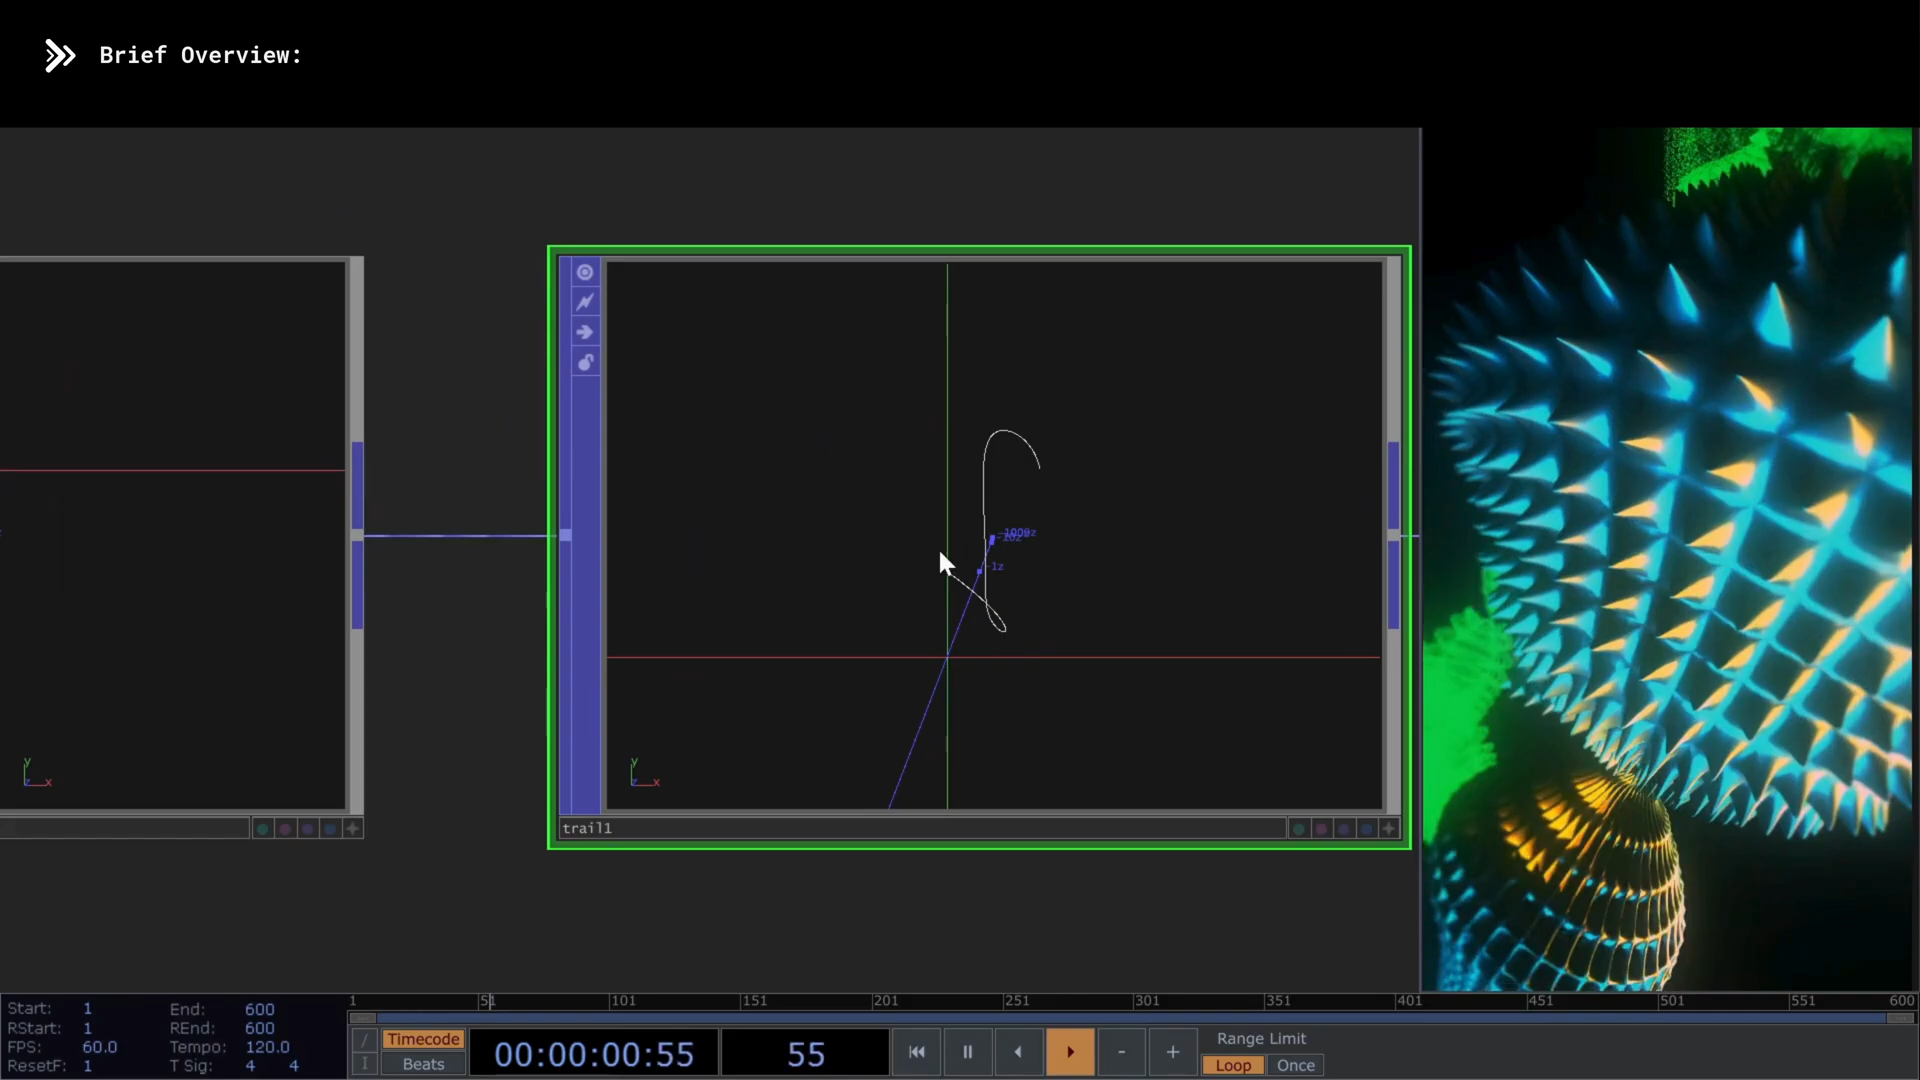 Brief Overview:
-1z
y
x
y
x
trail1
1 51 101 151 201 251 301 351 401 451 501 551 600
Start: 1 End: 600
RStart: 1 REnd: 600
FPS: 60.0 Tempo: 120.0
ResetF: 1 T Sig: 4 4
/ Timecode
I Beats
00:00:00:55
55
- +
Range Limit
Loop Once